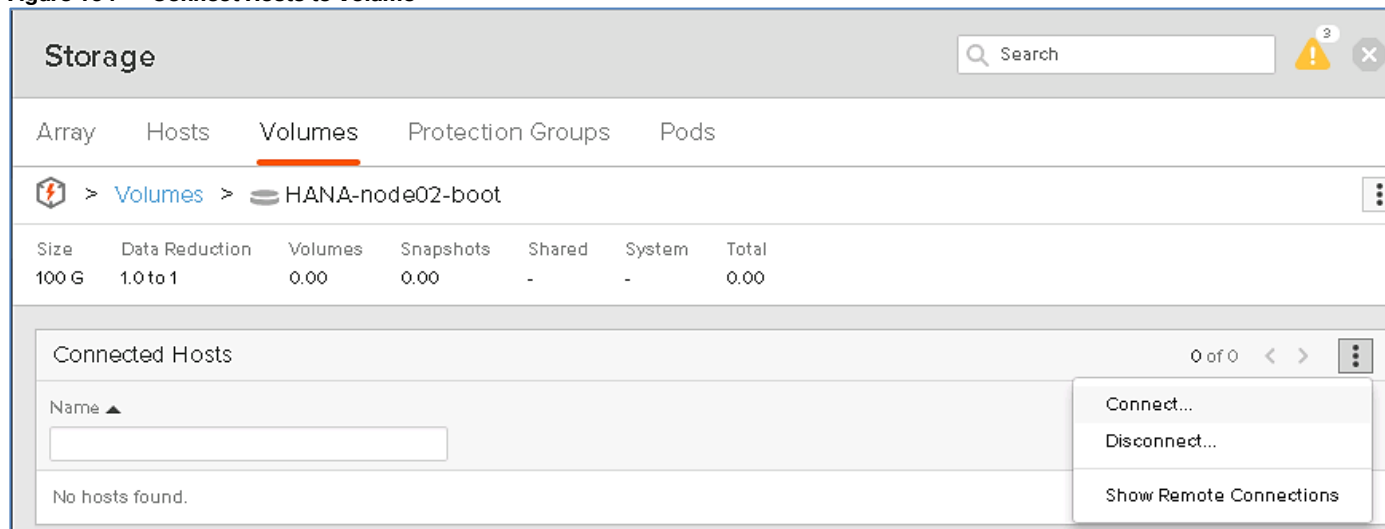 Storage
Search
3
Array Hosts Volumes Protection Groups Pods
> Volumes > HANA-node02-boot
Size Data Reduction Volumes Snapshots Shared System Total
100 G 1.0 to 1 0.00 0.00 - - 0.00
Connected Hosts 0 of 0 < >
Name
Connect...
Disconnect...
No hosts found.
Show Remote Connections